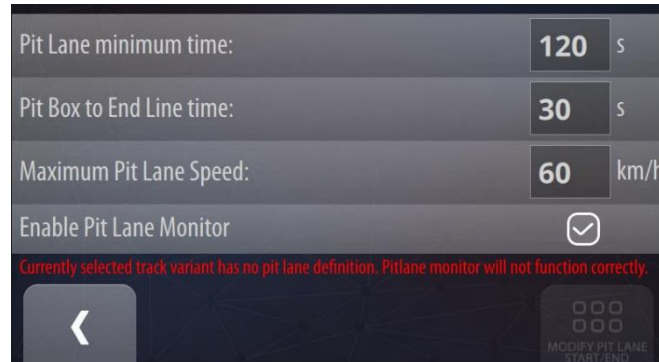 Pit Lane minimum time: 120 s
Pit Box to End Line time: 30 s
Maximum Pit Lane Speed: 60 km/h
Enable Pit Lane Monitor
Currently selected track variant has no pit lane definition. Pitlane monitor will not function correctly.
MODIFY PIT LANE
START/END